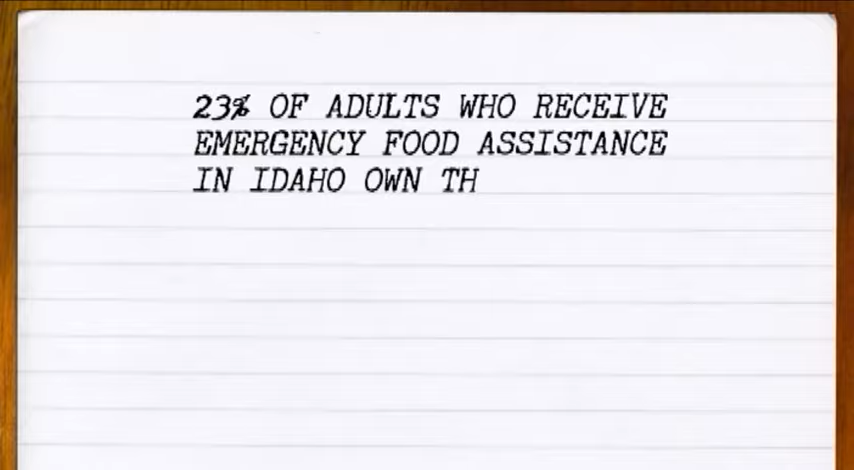 23% OF ADULTS WHO RECEIVE
EMERGENCY FOOD ASSISTANCE
IN IDAHO OWN TH